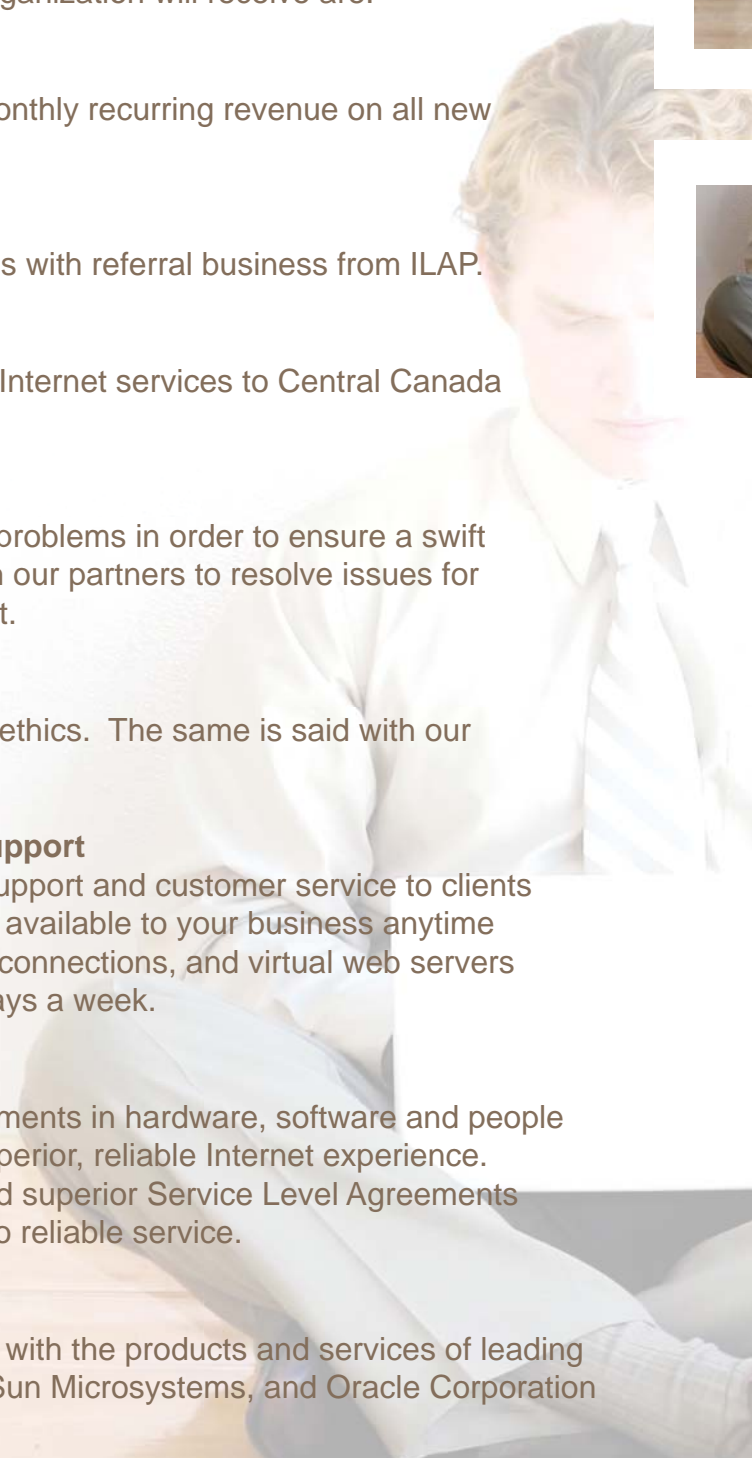 ganization will receive are:
onthly recurring revenue on all new
s with referral business from ILAP.
Internet services to Central Canada
problems in order to ensure a swift
n our partners to resolve issues for
t.
ethics.  The same is said with our
upport
upport and customer service to clients
available to your business anytime
connections, and virtual web servers
ays a week.
ments in hardware, software and people
perior, reliable Internet experience.
d superior Service Level Agreements
o reliable service.
with the products and services of leading
Sun Microsystems, and Oracle Corporation